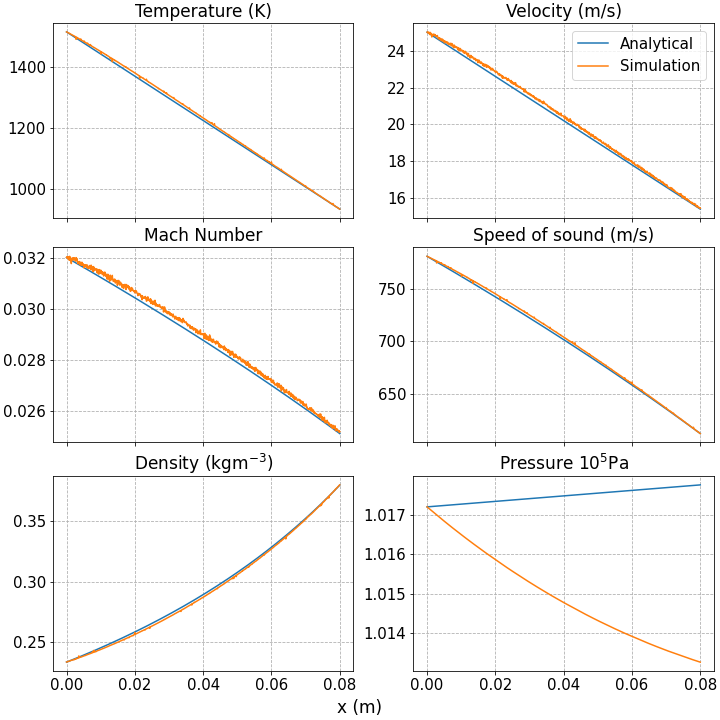 Temperature (K)
1400
1200
1000
Velocity (m/s)
Analytical
Simulation
24
22
20
18
16
Mach Number
0.032
0.030
0.028
0.026
Speed of sound (m/s)
750
700
650
Density (kgm⁻³)
0.35
0.30
0.25
0.00 0.02 0.04 0.06 0.08
Pressure 10⁵Pa
1.017
1.016
1.015
1.014
0.00 0.02 0.04 0.06 0.08
x (m)